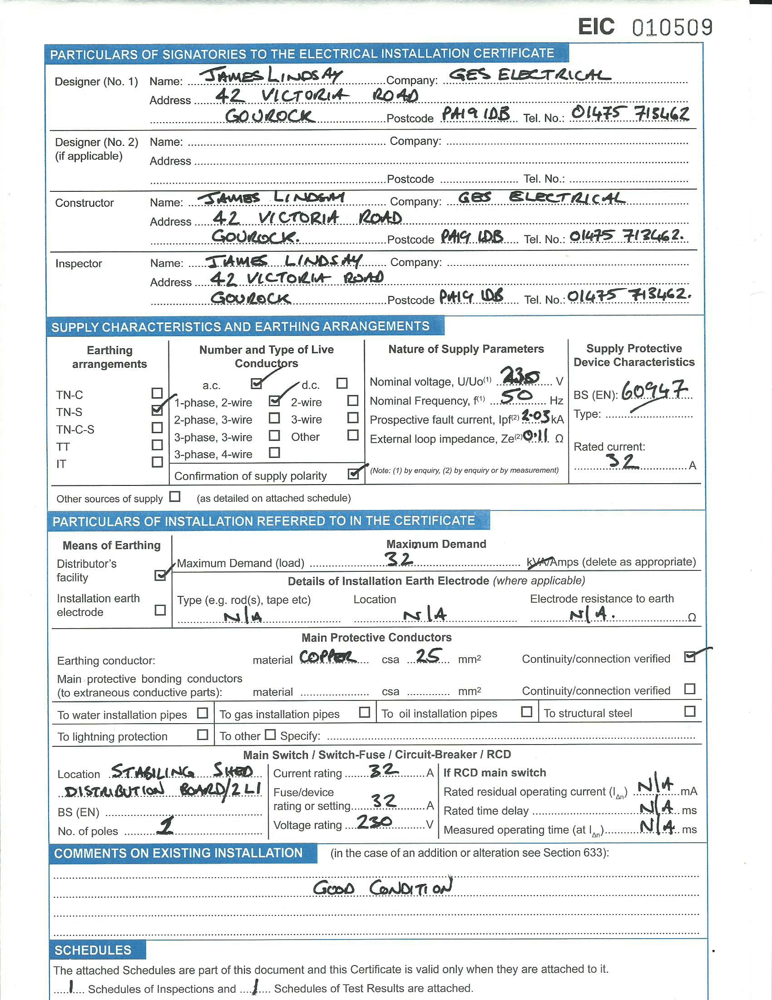 EIC 010509
PARTICULARS OF SIGNATORIES TO THE ELECTRICAL INSTALLATION CERTIFICATE
Designer (No. 1) Name: JAMES LINDSAY Company: GES ELECTRICAL
Address 42 VICTORIA ROAD
GOUROCK Postcode PA19 1DB Tel. No.: 01475 713462
Designer (No. 2) Name: Company:
(if applicable) Address
Postcode Tel. No.:
Constructor Name: JAMES LINDSAY Company: GES ELECTRICAL
Address 42 VICTORIA ROAD
GOUROCK. Postcode PA19 1DB Tel. No.: 01475 713462.
Inspector Name: JAMES LINDSAY Company:
Address 42 VICTORIA ROAD
GOUROCK Postcode PA19 1DB Tel. No.: 01475 713462.
SUPPLY CHARACTERISTICS AND EARTHING ARRANGEMENTS
Earthing
arrangements
TN-C
TN-S
TN-C-S
TT
IT
Number and Type of Live
Conductors
a.c. d.c.
1-phase, 2-wire 2-wire
2-phase, 3-wire 3-wire
3-phase, 3-wire Other
3-phase, 4-wire
Confirmation of supply polarity
Nature of Supply Parameters
Nominal voltage, U/Uo(1) 230 V
Nominal Frequency, f(1) 50 Hz
Prospective fault current, Ipf(2) 2.03 kA
External loop impedance, Ze(2) 0.11 Ω
(Note: (1) by enquiry, (2) by enquiry or by measurement)
Supply Protective
Device Characteristics
BS (EN): 60947
Type:
Rated current:
32 A
Other sources of supply (as detailed on attached schedule)
PARTICULARS OF INSTALLATION REFERRED TO IN THE CERTIFICATE
Means of Earthing
Distributor's
facility
Installation earth
electrode
Maximum Demand
Maximum Demand (load) 32 kVA/Amps (delete as appropriate)
Details of Installation Earth Electrode (where applicable)
Type (e.g. rod(s), tape etc) Location Electrode resistance to earth
N/A N/A N/A. Ω
Main Protective Conductors
Earthing conductor: material COPPER csa 25 mm2 Continuity/connection verified
Main protective bonding conductors
(to extraneous conductive parts): material csa mm2 Continuity/connection verified
To water installation pipes To gas installation pipes To oil installation pipes To structural steel
To lightning protection To other Specify:
Main Switch / Switch-Fuse / Circuit-Breaker / RCD
Location STABILING SHED
DISTRIBUTION BOARD/2L1
BS (EN)
No. of poles 1
Current rating 32 A
Fuse/device
rating or setting 32 A
Voltage rating 230 V
If RCD main switch
Rated residual operating current (IΔn) N/A mA
Rated time delay N/A ms
Measured operating time (at IΔn) N/A ms
COMMENTS ON EXISTING INSTALLATION (in the case of an addition or alteration see Section 633):
GOOD CONDITION
SCHEDULES
The attached Schedules are part of this document and this Certificate is valid only when they are attached to it.
1 Schedules of Inspections and 1 Schedules of Test Results are attached.